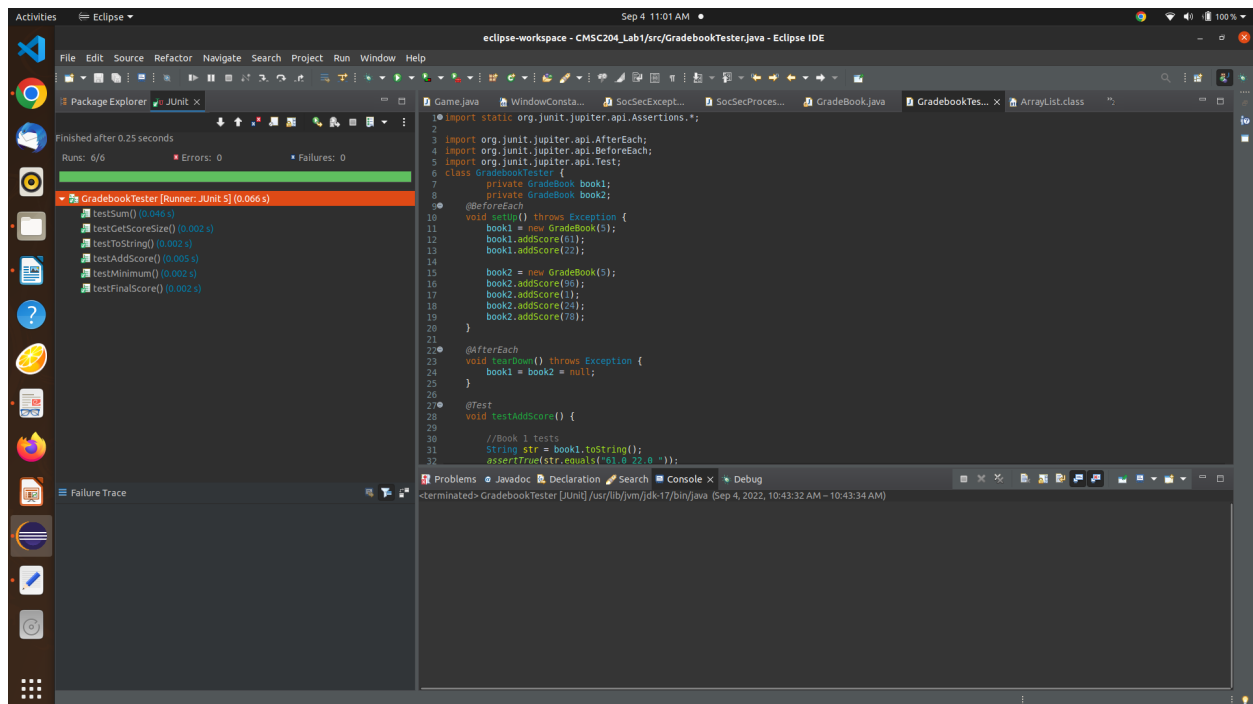 Activities
Eclipse
Sep 4 11:01 AM
100 %
eclipse-workspace - CMSC204_Lab1/src/GradebookTester.java - Eclipse IDE
File Edit Source Refactor Navigate Search Project Run Window Help
Package Explorer
JUnit
Finished after 0.25 seconds
Runs: 6/6
Errors: 0
Failures: 0
GradebookTester [Runner: JUnit 5] (0.066 s)
testSum() (0.046 s)
testGetScoreSize() (0.002 s)
testToString() (0.002 s)
testAddScore() (0.005 s)
testMinimum() (0.002 s)
testFinalScore() (0.002 s)
Failure Trace
Game.java
WindowConsta...
SocSecExcept...
SocSecProces...
GradeBook.java
GradebookTes...
ArrayList.class
1 import static org.junit.jupiter.api.Assertions.*;
2
3 import org.junit.jupiter.api.AfterEach;
4 import org.junit.jupiter.api.BeforeEach;
5 import org.junit.jupiter.api.Test;
6 class GradebookTester {
7 private GradeBook book1;
8 private GradeBook book2;
9 @BeforeEach
10 void setUp() throws Exception {
11 book1 = new GradeBook(5);
12 book1.addScore(61);
13 book1.addScore(22);
14
15 book2 = new GradeBook(5);
16 book2.addScore(96);
17 book2.addScore(1);
18 book2.addScore(24);
19 book2.addScore(78);
20 }
21
22 @AfterEach
23 void tearDown() throws Exception {
24 book1 = book2 = null;
25 }
26
27 @Test
28 void testAddScore() {
29
30 //Book 1 tests
31 String str = book1.toString();
32 assertTrue(str.equals("61.0 22.0 "));
Problems
Javadoc
Declaration
Search
Console
Debug
<terminated> GradebookTester [JUnit] /usr/lib/jvm/jdk-17/bin/java (Sep 4, 2022, 10:43:32 AM – 10:43:34 AM)